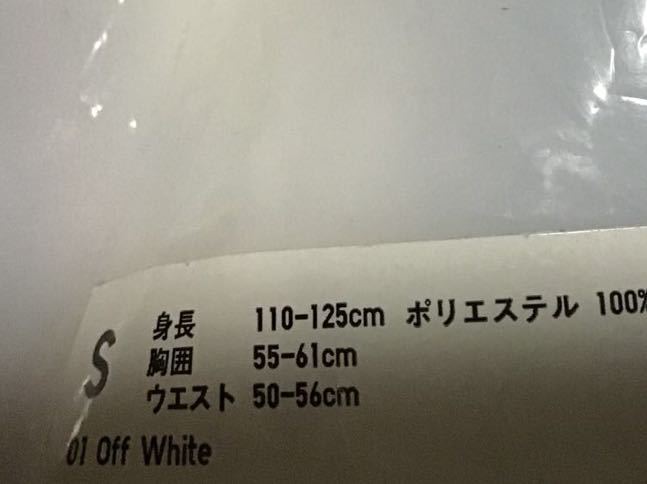 S
身長 110-125cm ポリエステル 100%
胸囲 55-61cm
ウエスト 50-56cm
01 Off White